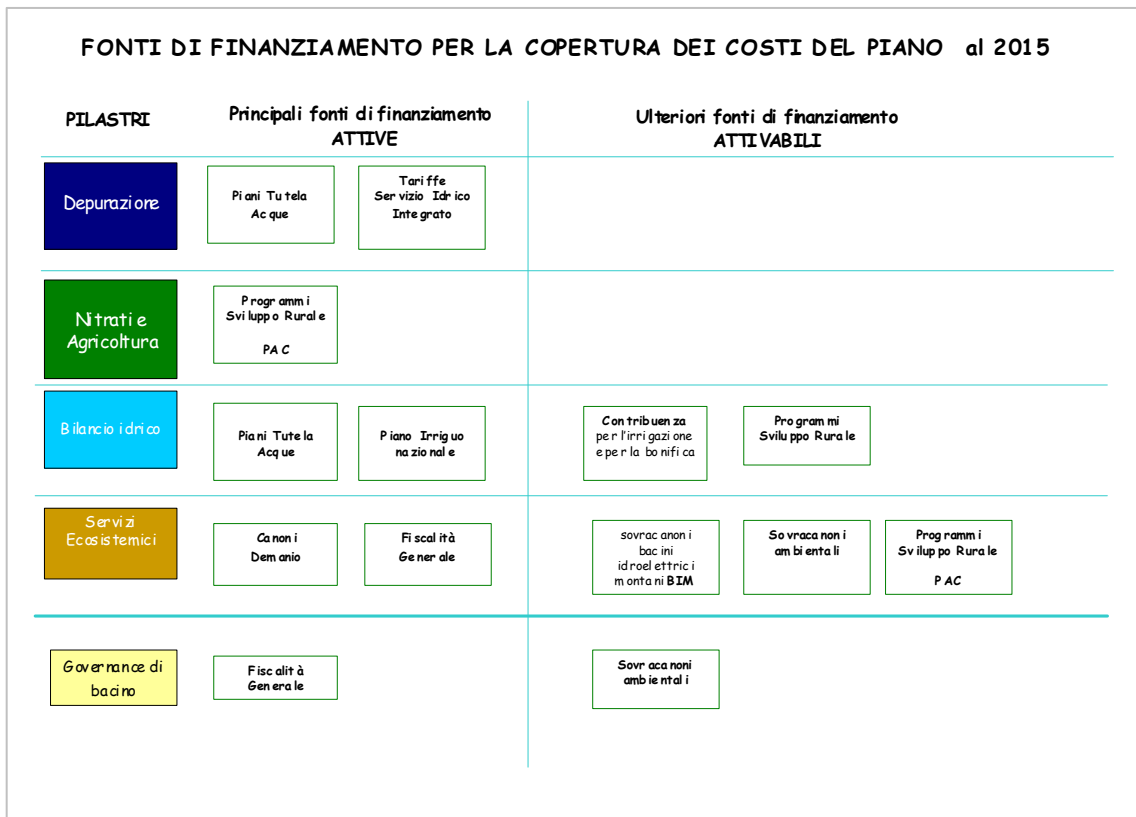 FONTI DI FINANZIAMENTO PER LA COPERTURA DEI COSTI DEL PIANO al 2015
PILASTRI
Principali fonti di finanziamento
ATTIVE
Ulteriori fonti di finanziamento
ATTIVABILI
Depurazione
Piani Tutela
Acque
Tariffe
Servizio Idrico
Integrato
Nitrati e
Agricoltura
Programmi
Sviluppo Rurale
PAC
Bilancio idrico
Piani Tutela
Acque
Piano Irriguo
nazionale
Contribuenza
per l'irrigazione
e per la bonifica
Programmi
Sviluppo Rurale
Servizi
Ecosistemici
Canoni
Demanio
Fiscalità
Generale
sovracanoni
bacini
idroelettrici
montani BIM
Sovracanoni
ambientali
Programmi
Sviluppo Rurale
PAC
Governance di
bacino
Fiscalità
Generale
Sovracanoni
ambientali